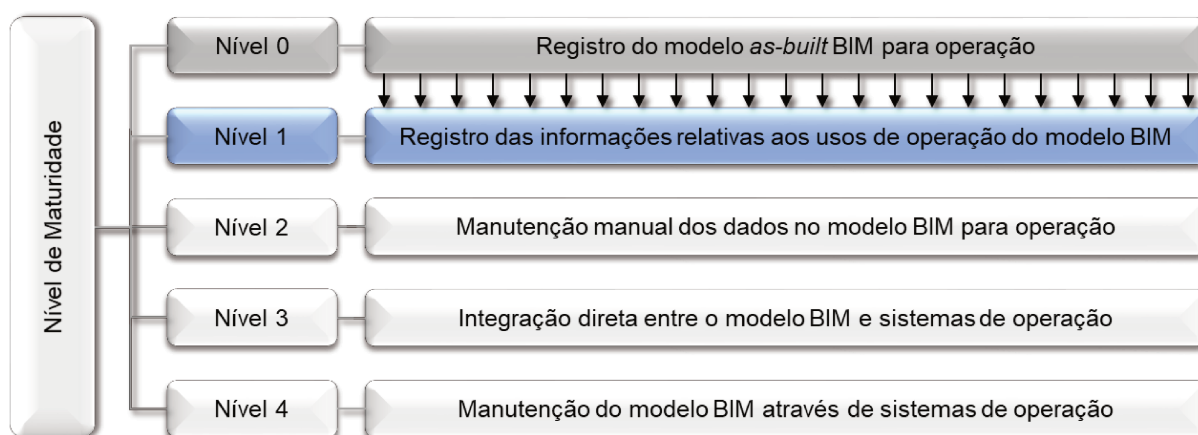 Nível de Maturidade
Nível 0
Registro do modelo as-built BIM para operação
Nível 1
Registro das informações relativas aos usos de operação do modelo BIM
Nível 2
Manutenção manual dos dados no modelo BIM para operação
Nível 3
Integração direta entre o modelo BIM e sistemas de operação
Nível 4
Manutenção do modelo BIM através de sistemas de operação